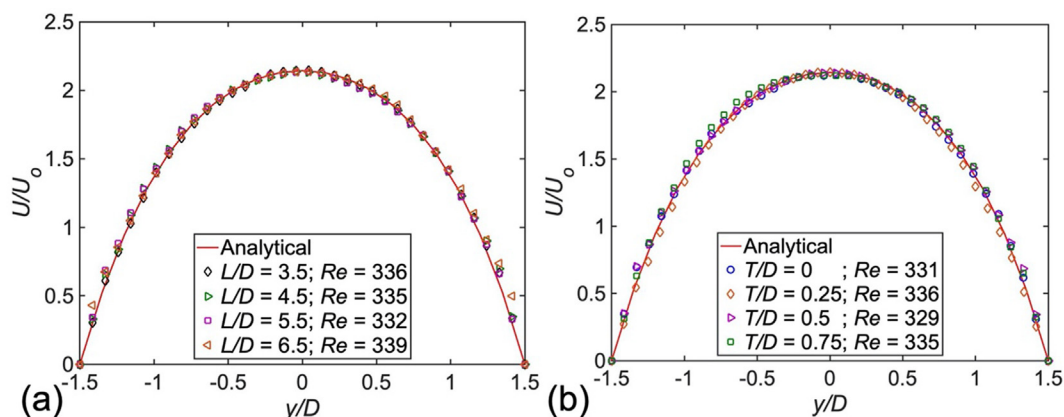 2.5
2
1.5
1
0.5
0
U/Uo
Analytical
L/D = 3.5; Re = 336
L/D = 4.5; Re = 335
L/D = 5.5; Re = 332
L/D = 6.5; Re = 339
-1.5 -1 -0.5 0 0.5 1 1.5
y/D
(a)
2.5
2
1.5
1
0.5
0
U/Uo
Analytical
T/D = 0 ; Re = 331
T/D = 0.25; Re = 336
T/D = 0.5 ; Re = 329
T/D = 0.75; Re = 335
-1.5 -1 -0.5 0 0.5 1 1.5
y/D
(b)